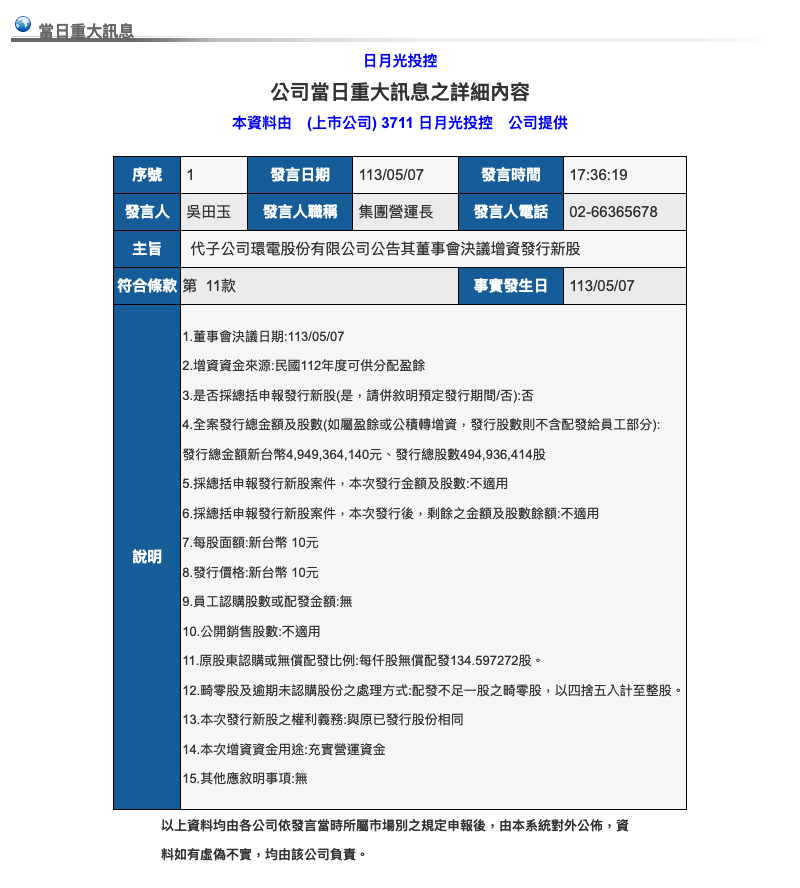 當日重大訊息
日月光投控
公司當日重大訊息之詳細內容
本資料由 (上市公司) 3711 日月光投控 公司提供
序號 1 發言日期 113/05/07 發言時間 17:36:19
發言人 吳田玉 發言人職稱 集團營運長 發言人電話 02-66365678
主旨 代子公司環電股份有限公司公告其董事會決議增資發行新股
符合條款 第 11款 事實發生日 113/05/07
說明
1.董事會決議日期:113/05/07
2.增資資金來源:民國112年度可供分配盈餘
3.是否採總括申報發行新股(是，請併敘明預定發行期間/否):否
4.全案發行總金額及股數(如屬盈餘或公積轉增資，發行股數則不含配發給員工部分):
發行總金額新台幣4,949,364,140元、發行總股數494,936,414股
5.採總括申報發行新股案件，本次發行金額及股數:不適用
6.採總括申報發行新股案件，本次發行後，剩餘之金額及股數餘額:不適用
7.每股面額:新台幣 10元
8.發行價格:新台幣 10元
9.員工認購股數或配發金額:無
10.公開銷售股數:不適用
11.原股東認購或無償配發比例:每仟股無償配發134.597272股。
12.畸零股及逾期未認購股份之處理方式:配發不足一股之畸零股，以四捨五入計至整股。
13.本次發行新股之權利義務:與原已發行股份相同
14.本次增資資金用途:充實營運資金
15.其他應敘明事項:無
以上資料均由各公司依發言當時所屬市場別之規定申報後，由本系統對外公佈，資
料如有虛偽不實，均由該公司負責。